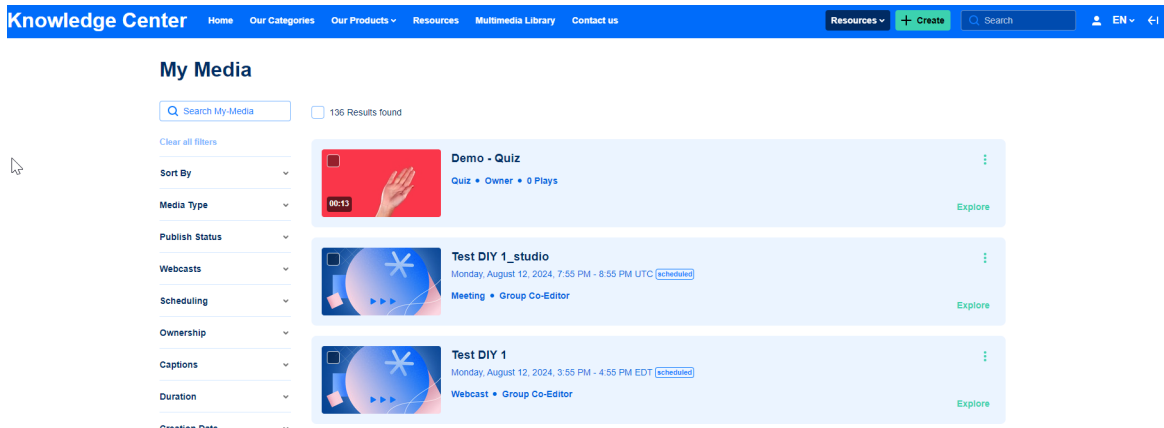 Knowledge Center Home Our Categories Our Products Resources Multimedia Library Contact us Resources + Create Search EN
My Media
Search My-Media
136 Results found
Clear all filters
Sort By
Media Type
Publish Status
Webcasts
Scheduling
Ownership
Captions
Duration
Creation Date
00:13
Demo - Quiz
Quiz • Owner • 0 Plays
Explore
Test DIY 1_studio
Monday, August 12, 2024, 7:55 PM - 8:55 PM UTC scheduled
Meeting • Group Co-Editor
Explore
Test DIY 1
Monday, August 12, 2024, 3:55 PM - 4:55 PM EDT scheduled
Webcast • Group Co-Editor
Explore